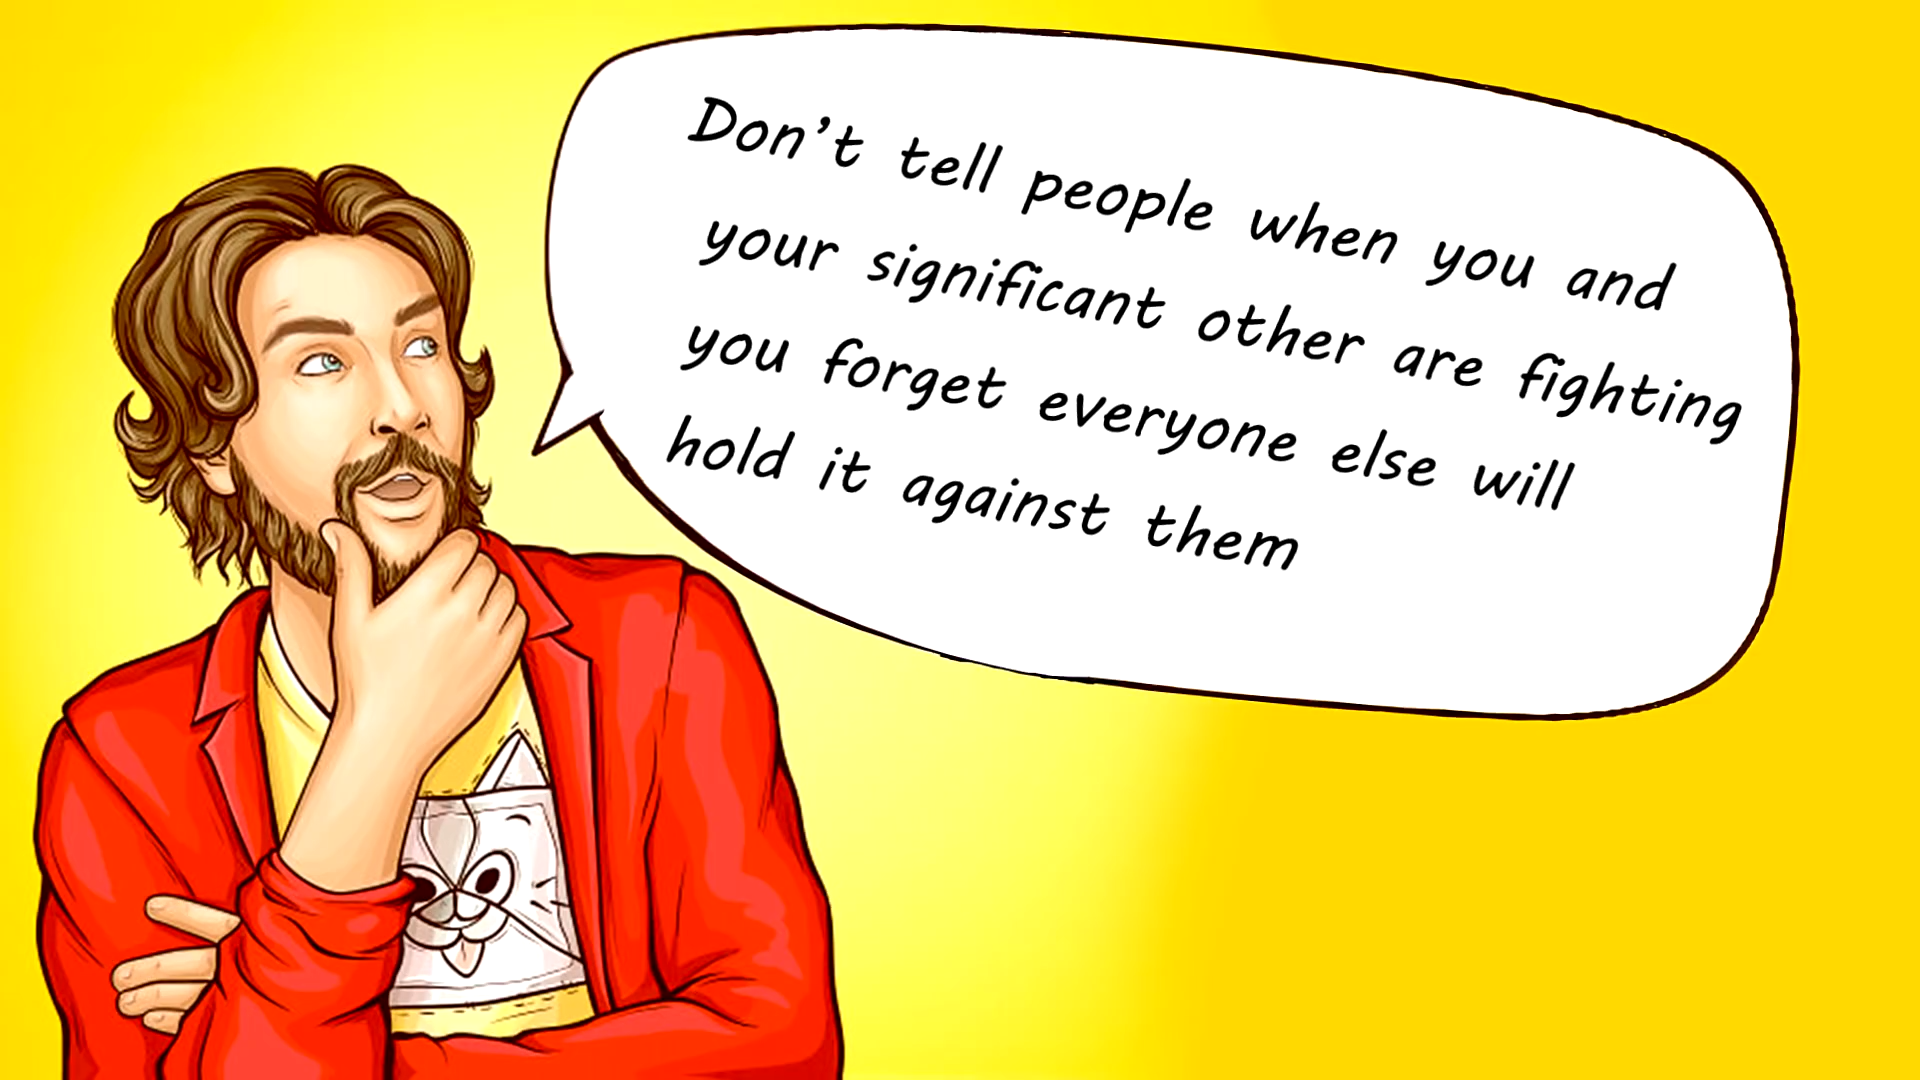 Don’t tell people when you and
your significant other are fighting
you forget everyone else will
hold it against them